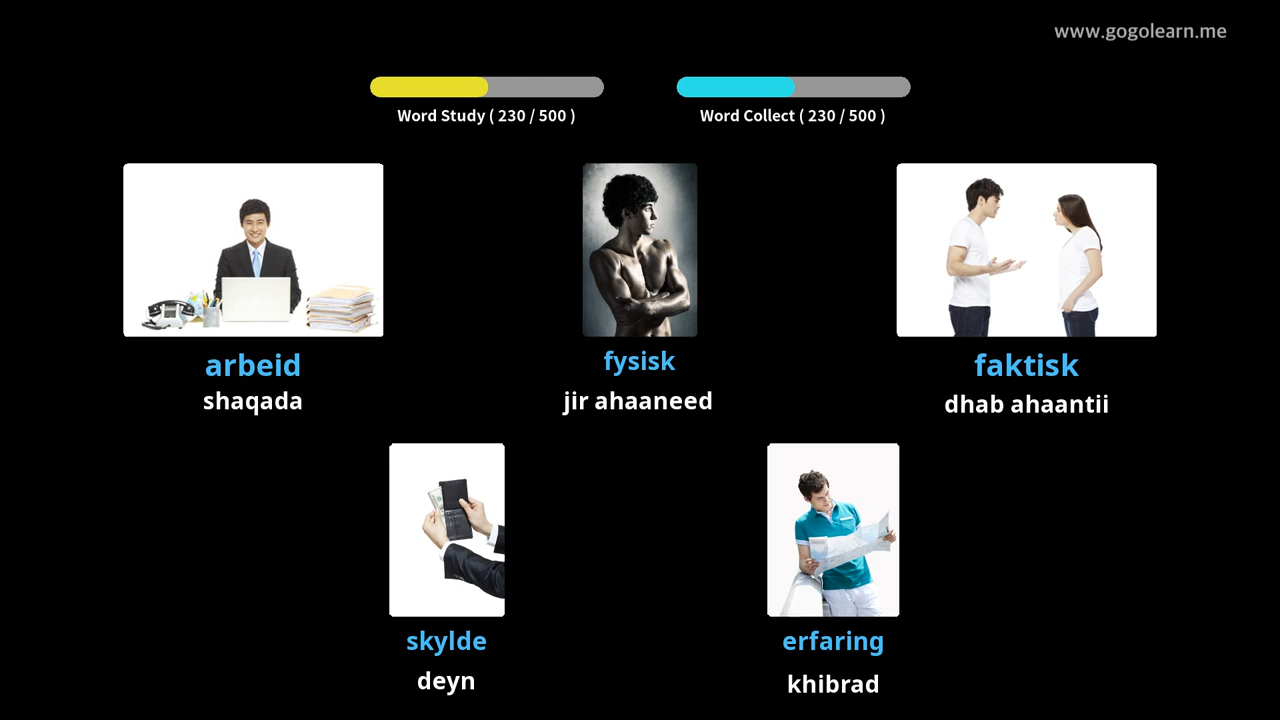 www.gogolearn.me
Word Study ( 230 / 500 )
Word Collect ( 230 / 500 )
arbeid
shaqada
fysisk
jir ahaaneed
faktisk
dhab ahaantii
skylde
deyn
erfaring
khibrad